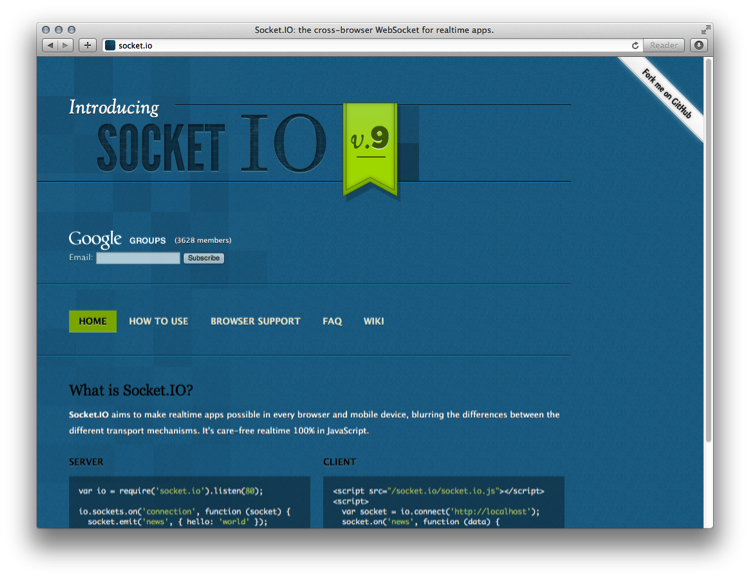 Socket.IO: the cross-browser WebSocket for realtime apps.
socket.io
Reader
Fork me on GitHub
Introducing
SOCKET IO
v.9
Google GROUPS (3628 members)
Email: Subscribe
HOME HOW TO USE BROWSER SUPPORT FAQ WIKI
What is Socket.IO?
Socket.IO aims to make realtime apps possible in every browser and mobile device, blurring the differences between the
different transport mechanisms. It's care-free realtime 100% in JavaScript.
SERVER
var io = require('socket.io').listen(80);
io.sockets.on('connection', function (socket) {
socket.emit('news', { hello: 'world' });
CLIENT
<script src="/socket.io/socket.io.js"></script>
<script>
var socket = io.connect('http://localhost');
socket.on('news', function (data) {